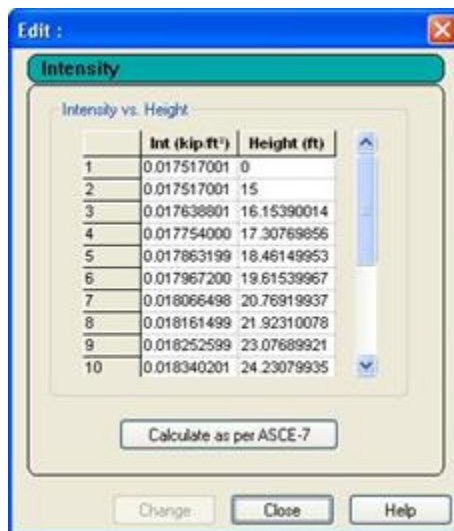 Edit :
Intensity
Intensity vs. Height
Int (kip/ft²) Height (ft)
1 0.017517001 0
2 0.017517001 15
3 0.017638801 16.15390014
4 0.017754000 17.30769856
5 0.017863199 18.46149953
6 0.017967200 19.61539967
7 0.018066498 20.76919937
8 0.018161499 21.92310078
9 0.018252599 23.07689921
10 0.018340201 24.23079935
Calculate as per ASCE-7
Change Close Help